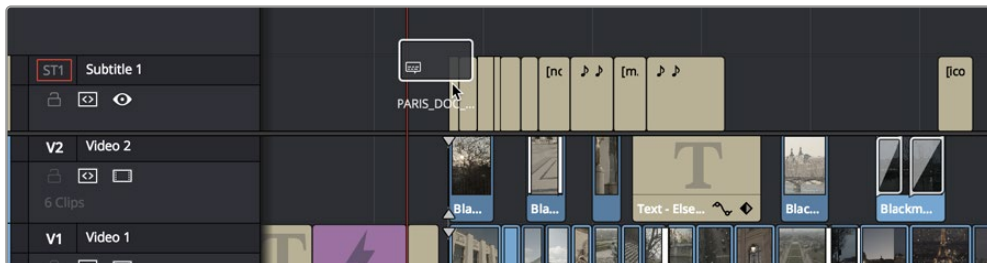 ST1 Subtitle 1
[no
♪ ♪
[m.
♪ ♪
[ico
PARIS_DOC_...
V2 Video 2
6 Clips
Bla...
Bla...
T
Text - Else...
Blac...
Blackm...
V1 Video 1
T